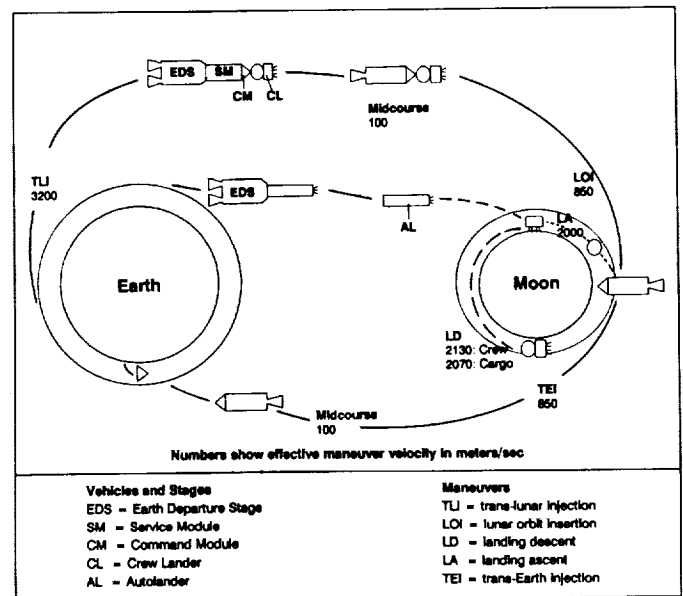 EDS
SM
CM
CL
Midcourse
100
TLI
3200
EDS
AL
LOI
850
LA
2000
Earth
Moon
LD
2130: Crew
2070: Cargo
TEI
850
Midcourse
100
Numbers show effective maneuver velocity in meters/sec
Vehicles and Stages
EDS = Earth Departure Stage
SM = Service Module
CM = Command Module
CL = Crew Lander
AL = Autolander
Maneuvers
TLI = trans-lunar injection
LOI = lunar orbit insertion
LD = landing descent
LA = landing ascent
TEI = trans-Earth injection